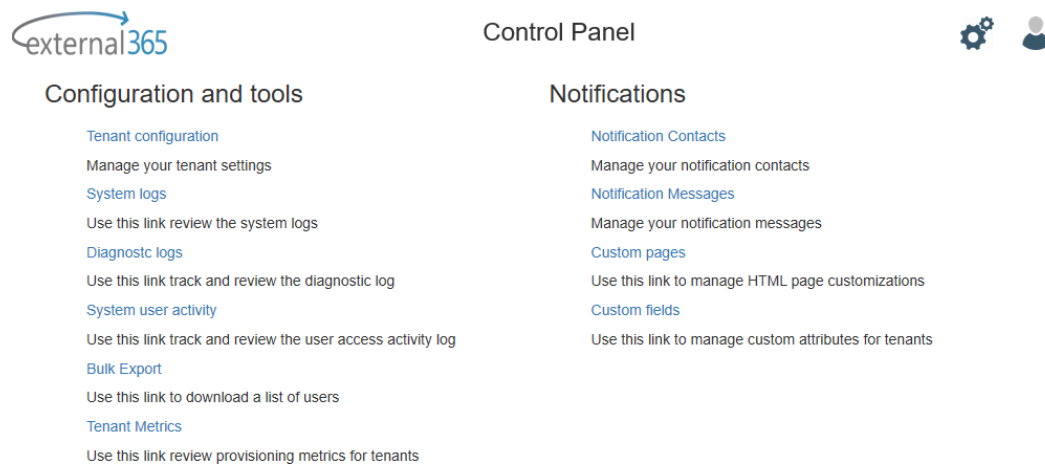 external365
Control Panel
Configuration and tools
Tenant configuration
Manage your tenant settings
System logs
Use this link review the system logs
Diagnostc logs
Use this link track and review the diagnostic log
System user activity
Use this link track and review the user access activity log
Bulk Export
Use this link to download a list of users
Tenant Metrics
Use this link review provisioning metrics for tenants
Notifications
Notification Contacts
Manage your notification contacts
Notification Messages
Manage your notification messages
Custom pages
Use this link to manage HTML page customizations
Custom fields
Use this link to manage custom attributes for tenants